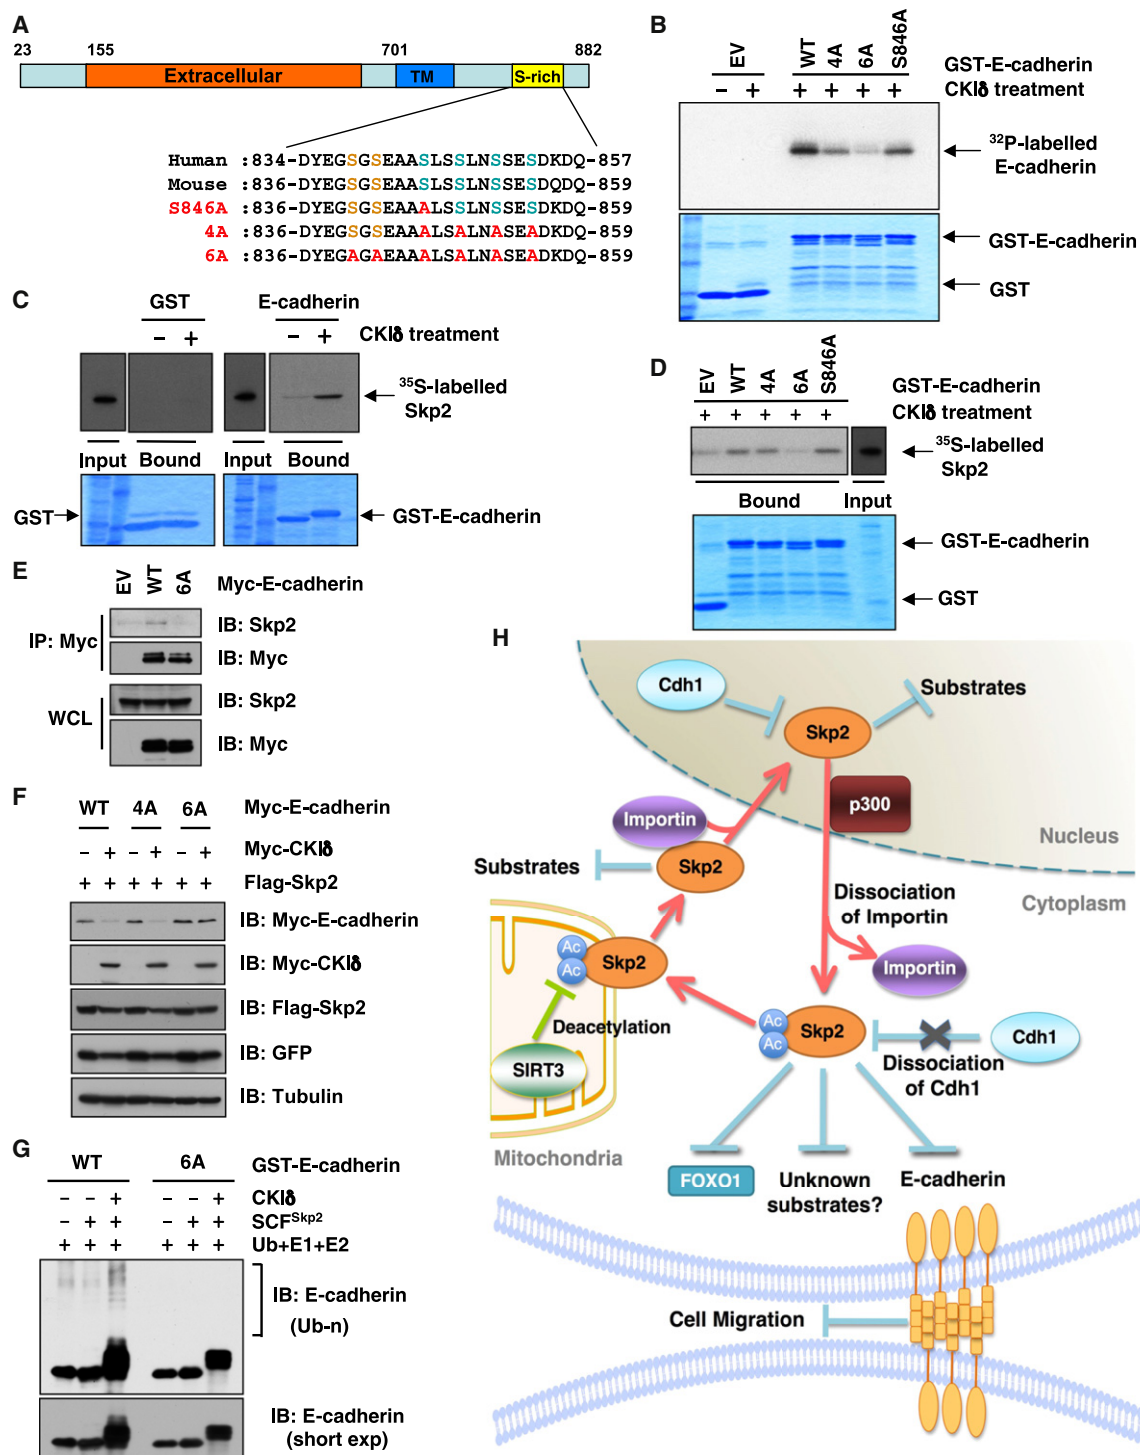 A
23 155 701 882
Extracellular TM S-rich
Human :834-DYEGSGSEAASLSSLNSSESDKDQ-857
Mouse :836-DYEGSGSEAASLSSLNSSESDQDQ-859
S846A :836-DYEGSGSEAAALSSLNSSESDKDQ-859
4A :836-DYEGSGSEAAALSALNASEADKDQ-859
6A :836-DYEGAGAEAAALSALNASEADKDQ-859
B
EV WT 4A 6A S846A
GST-E-cadherin
− + + + + + CKIδ treatment
32P-labelled
E-cadherin
GST-E-cadherin
GST
C
GST E-cadherin
− + − + CKIδ treatment
35S-labelled
Skp2
Input Bound Input Bound
GST GST-E-cadherin
D
EV WT 4A 6A S846A
GST-E-cadherin
+ + + + + CKIδ treatment
35S-labelled
Skp2
Bound Input
GST-E-cadherin
GST
E
EV WT 6A Myc-E-cadherin
IP: Myc
IB: Skp2
IB: Myc
WCL
IB: Skp2
IB: Myc
F
WT 4A 6A Myc-E-cadherin
− + − + − + Myc-CKIδ
+ + + + + + Flag-Skp2
IB: Myc-E-cadherin
IB: Myc-CKIδ
IB: Flag-Skp2
IB: GFP
IB: Tubulin
G
WT 6A GST-E-cadherin
− − + − − + CKIδ
− + + − + + SCFSkp2
+ + + + + + Ub+E1+E2
IB: E-cadherin
(Ub-n)
IB: E-cadherin
(short exp)
H
Cdh1
Skp2
Substrates
p300
Nucleus
Cytoplasm
Importin
Skp2
Substrates
Dissociation
of Importin
Importin
Ac
Ac
Skp2
Deacetylation
SIRT3
Mitochondria
Ac
Ac
Skp2
Cdh1
Dissociation
of Cdh1
FOXO1
Unknown
substrates?
E-cadherin
Cell Migration